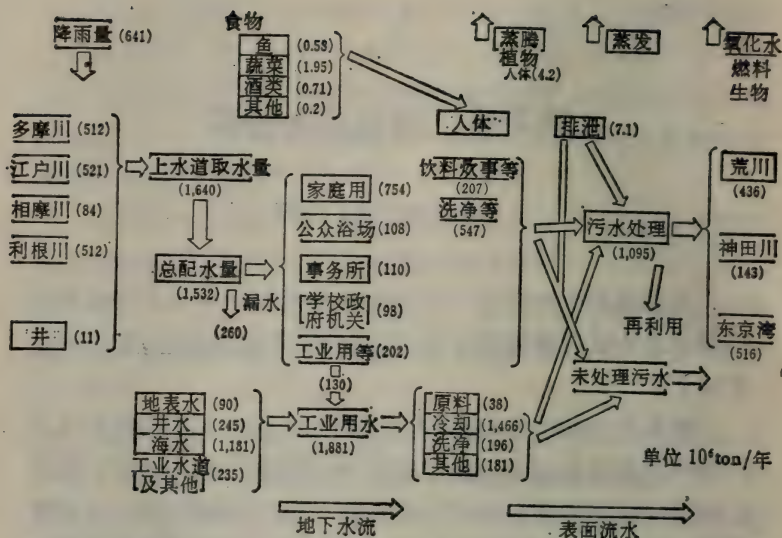 降雨量 (641)
食物
鱼 (0.58)
蔬菜 (1.95)
酒类 (0.71)
其他 (0.2)
人体
蒸腾
植物
人体(4.2)
蒸发
氧化水
燃料
生物
排泄 (7.1)
多摩川 (512)
江户川 (521)
相摩川 (84)
利根川 (512)
井 (11)
上水道取水量
(1,640)
总配水量
(1,532)
漏水
(260)
家庭用 (754)
公众浴场 (108)
事务所 (110)
学校政
府机关 (98)
工业用等 (202)
(130)
饮料炊事等
(207)
洗净等
(547)
污水处理
(1,095)
再利用
未处理污水
荒川
(436)
神田川
(143)
东京湾
(516)
地表水 (90)
井水 (245)
海水 (1,181)
工业水道
及其他 (235)
工业用水
(1,881)
原料 (38)
冷却 (1,466)
洗净 (196)
其他 (181)
单位 10⁶ton/年
地下水流
表面流水